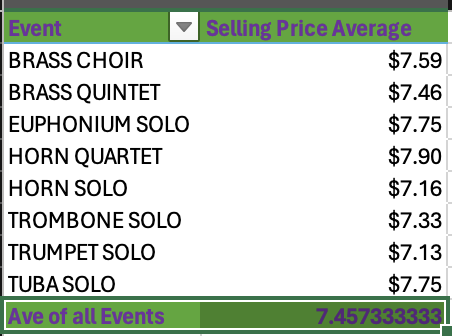 Event Selling Price Average
BRASS CHOIR $7.59
BRASS QUINTET $7.46
EUPHONIUM SOLO $7.75
HORN QUARTET $7.90
HORN SOLO $7.16
TROMBONE SOLO $7.33
TRUMPET SOLO $7.13
TUBA SOLO $7.75
Ave of all Events 7.457333333